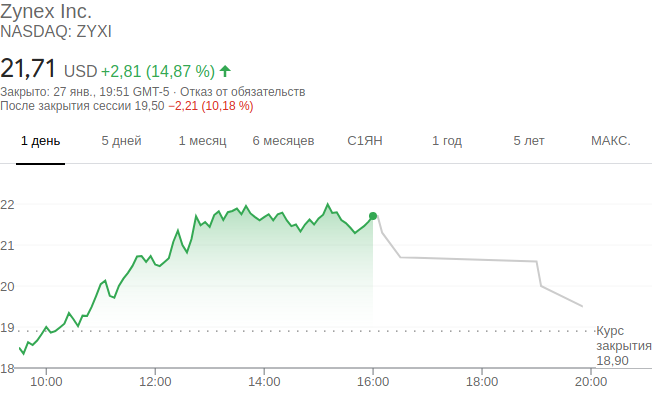 Zynex Inc.
NASDAQ: ZYXI
21,71 USD +2,81 (14,87 %)
Закрыто: 27 янв., 19:51 GMT-5 · Отказ от обязательств
После закрытия сессии 19,50 −2,21 (10,18 %)
1 день 5 дней 1 месяц 6 месяцев С1ЯН 1 год 5 лет МАКС.
22
21
20
19
Курс
закрытия
18,90
18
10:00 12:00 14:00 16:00 18:00 20:00